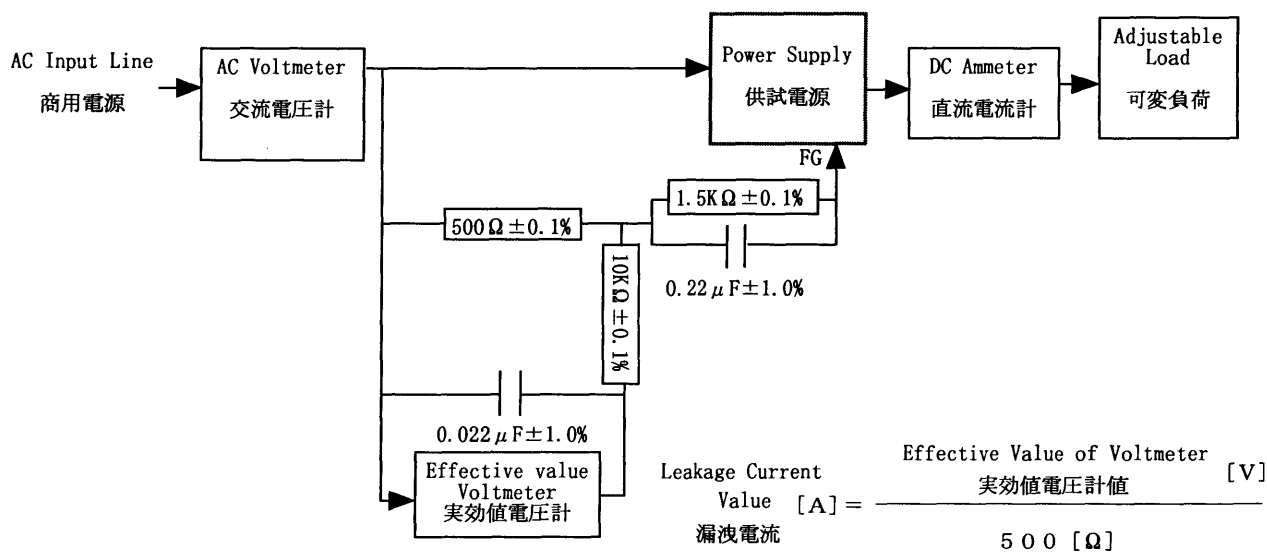 AC Input Line
商用電源
AC Voltmeter
交流電圧計
Power Supply
供試電源
DC Ammeter
直流電流計
Adjustable
Load
可変負荷
FG
1.5KΩ±0.1%
500Ω±0.1%
0.22μF±1.0%
10KΩ±0.1%
0.022μF±1.0%
Effective value
Voltmeter
実効値電圧計
Leakage Current
Value [A]=
漏洩電流
Effective Value of Voltmeter
実効値電圧計値 [V]
500 [Ω]